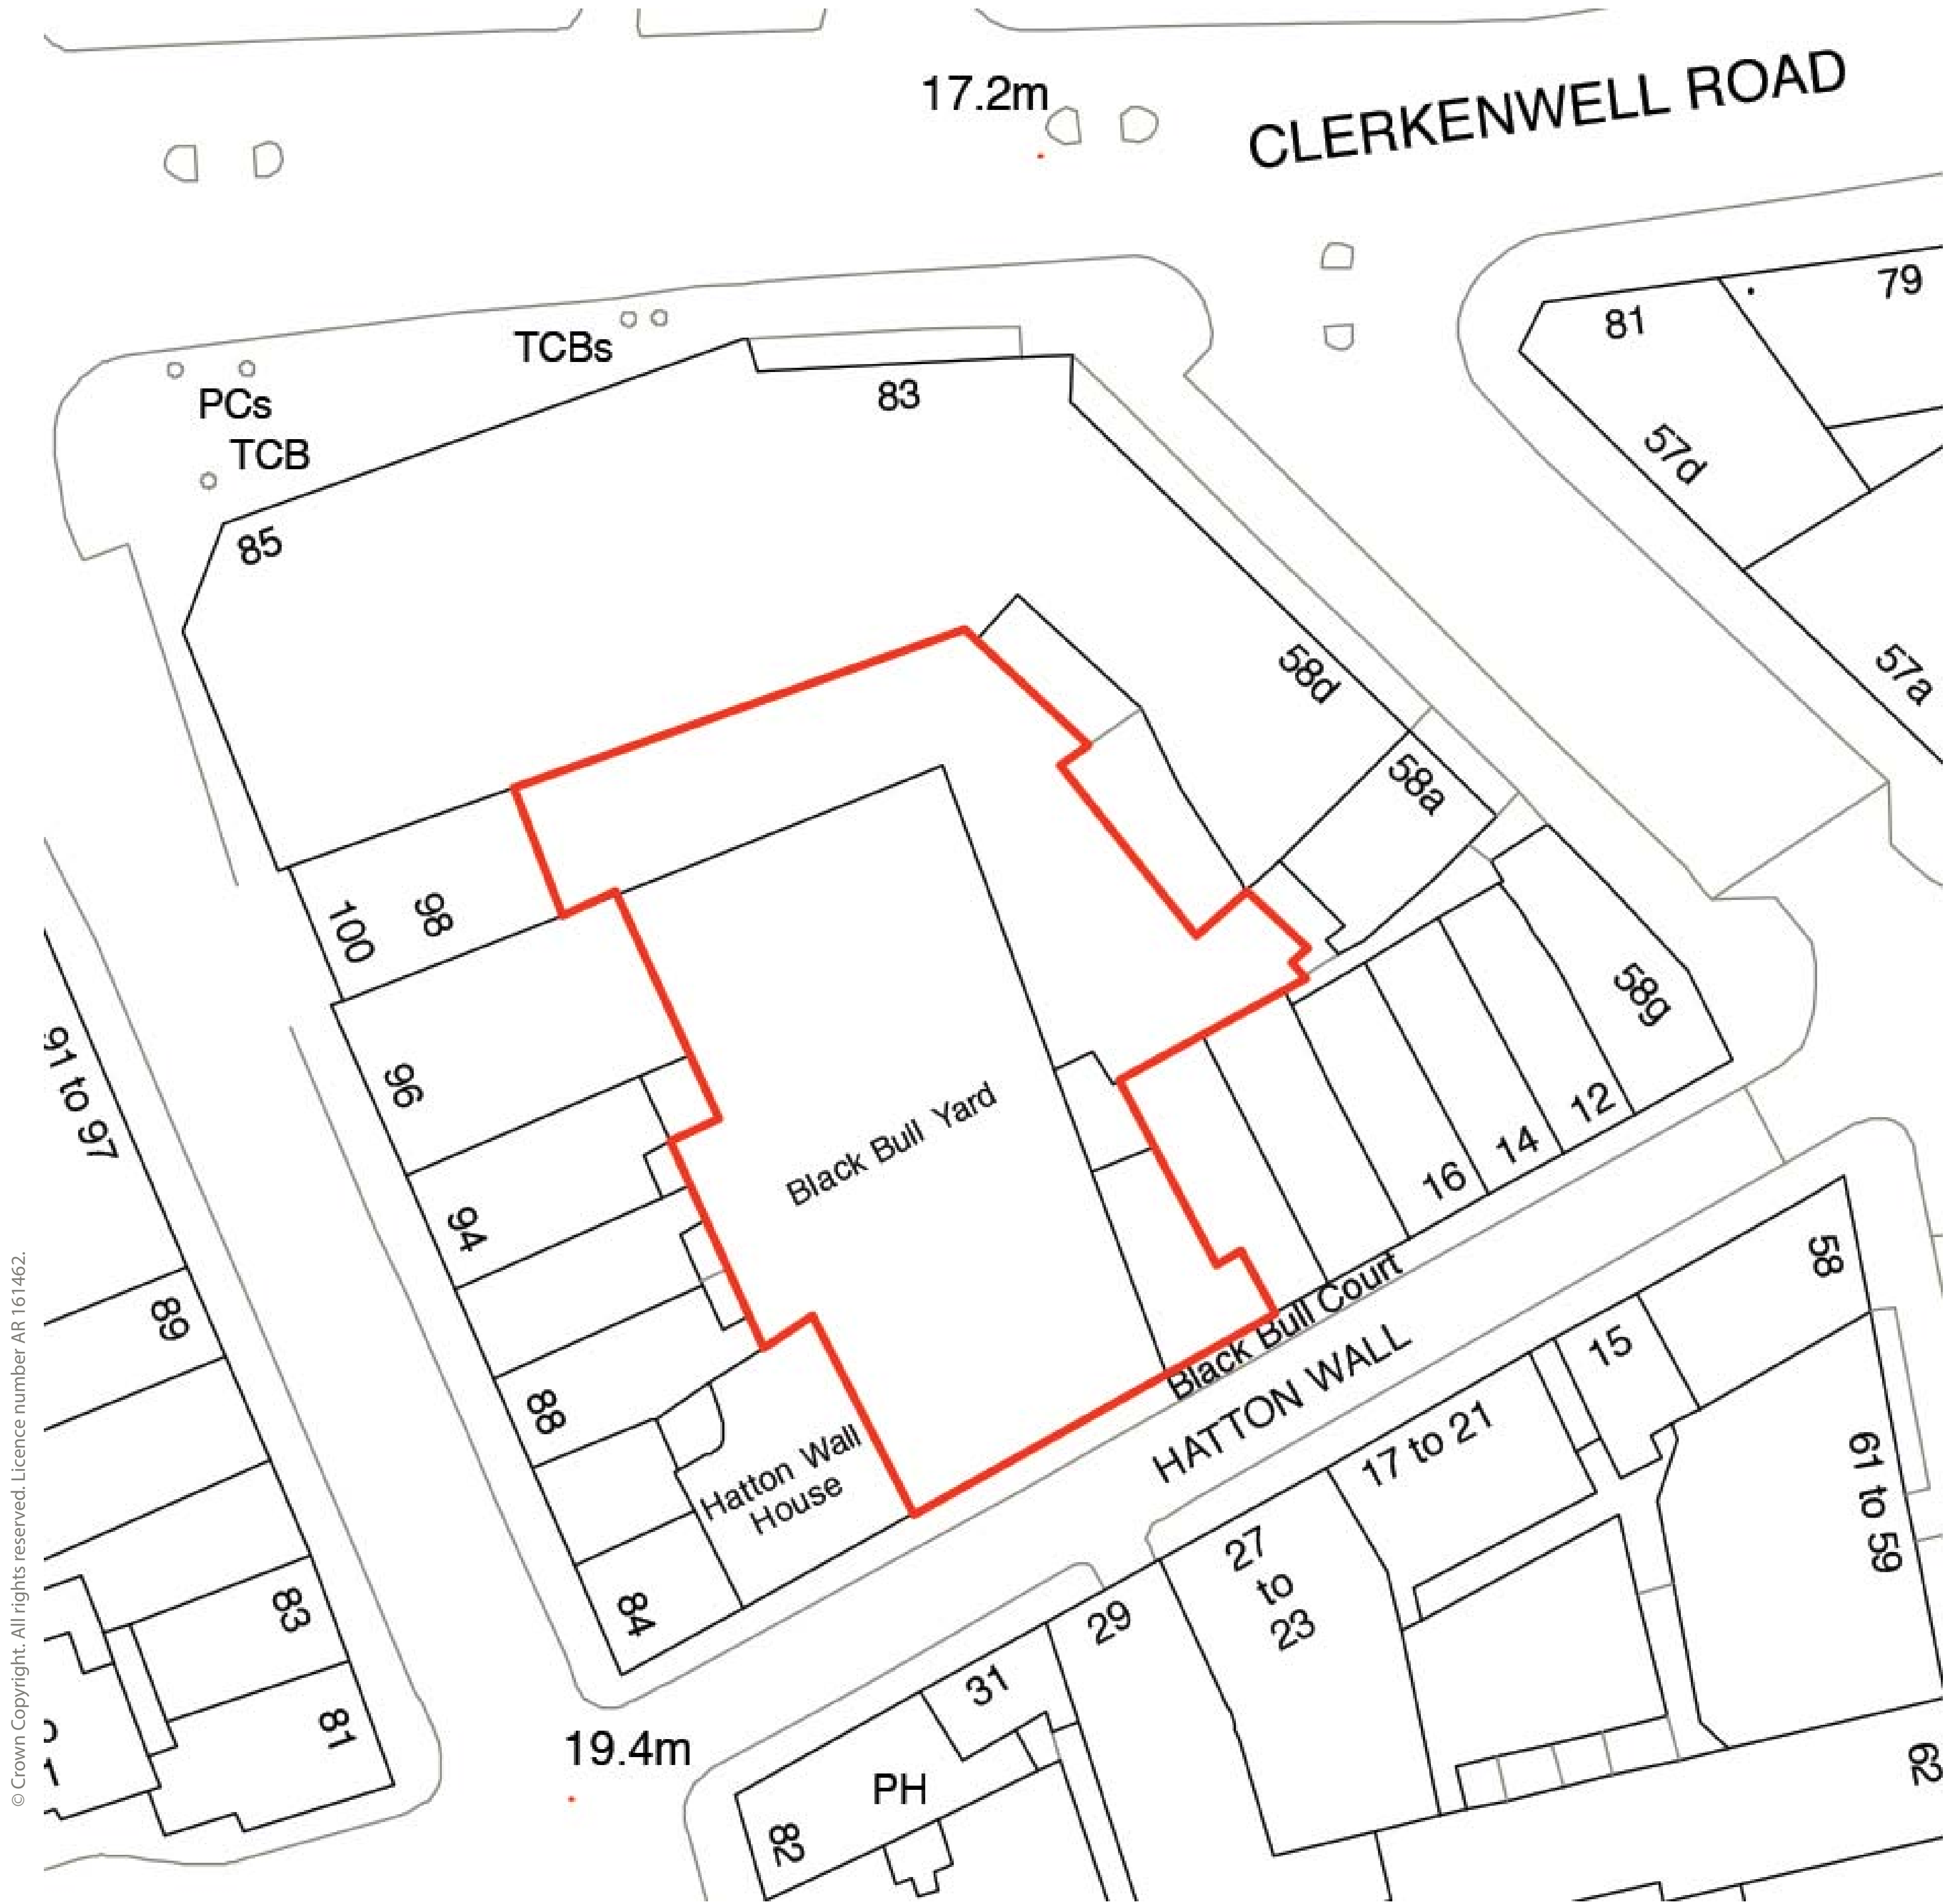 17.2m
CLERKENWELL ROAD
TCBs
83
81
79
PCs
TCB
57d
85
58d
57a
58a
100
98
58g
91 to 97
96
Black Bull Yard
12
14
16
94
58
89
Black Bull Court
15
HATTON WALL
88
17 to 21
Hatton Wall
House
61 to 59
27
to
23
83
84
29
31
81
19.4m
PH
62
82
© Crown Copyright. All rights reserved. Licence number AR 161462.